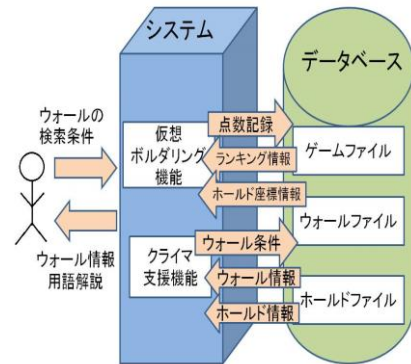 システム
データベース
ウォールの
検索条件
仮想
ボルダリング
機能
点数記録
ランキング情報
ホールド座標情報
ゲームファイル
ウォール条件
ウォールファイル
クライマ
支援機能
ウォール情報
ホールド情報
ホールドファイル
ウォール情報
用語解説